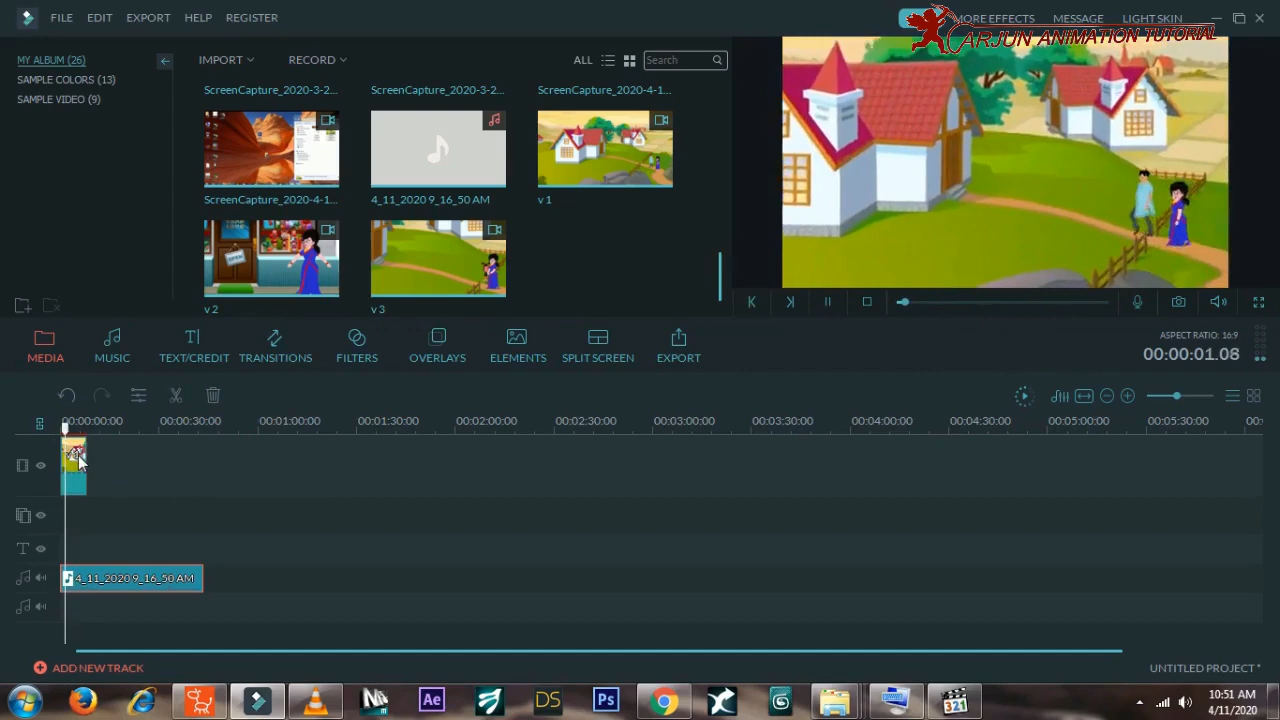 FILE EDIT EXPORT HELP REGISTER
MORE EFFECTS MESSAGE LIGHT SKIN
ARJUN ANIMATION TUTORIAL
MY ALBUM (26)
SAMPLE COLORS (13)
SAMPLE VIDEO (9)
IMPORT RECORD ALL Search
ScreenCapture_2020-3-2... ScreenCapture_2020-3-2... ScreenCapture_2020-4-1...
OPEN
ScreenCapture_2020-4-1... 4_11_2020 9_16_50 AM v 1
v 2 v 3
MEDIA MUSIC TEXT/CREDIT TRANSITIONS FILTERS OVERLAYS ELEMENTS SPLIT SCREEN EXPORT
ASPECT RATIO: 16:9
00:00:01.08
00:00:00:00 00:00:30:00 00:01:00:00 00:01:30:00 00:02:00:00 00:02:30:00 00:03:00:00 00:03:30:00 00:04:00:00 00:04:30:00 00:05:00:00 00:05:30:00 00:
4_11_2020 9_16_50 AM
ADD NEW TRACK
UNTITLED PROJECT *
Ae DS Ps 321
10:51 AM
4/11/2020